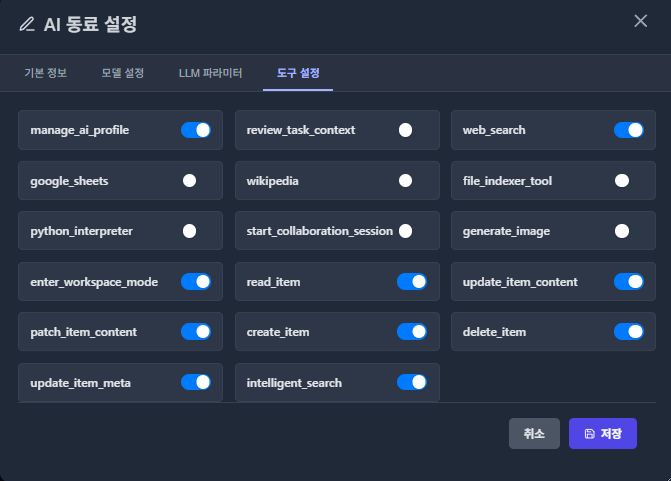 AI 동료 설정
기본 정보 모델 설정 LLM 파라미터 도구 설정
manage_ai_profile review_task_context web_search
google_sheets wikipedia file_indexer_tool
python_interpreter start_collaboration_session generate_image
enter_workspace_mode read_item update_item_content
patch_item_content create_item delete_item
update_item_meta intelligent_search
취소 저장